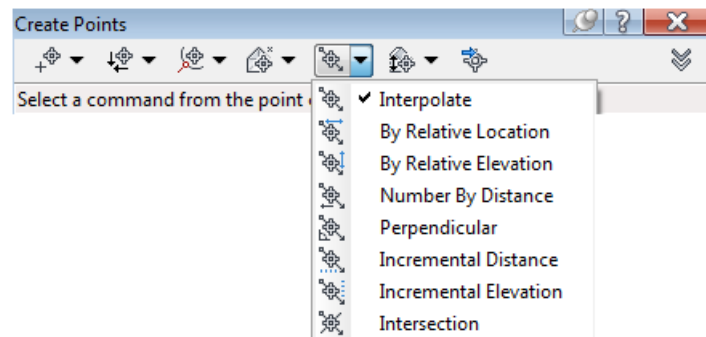 Create Points
?
Select a command from the point
Interpolate
By Relative Location
By Relative Elevation
Number By Distance
Perpendicular
Incremental Distance
Incremental Elevation
Intersection